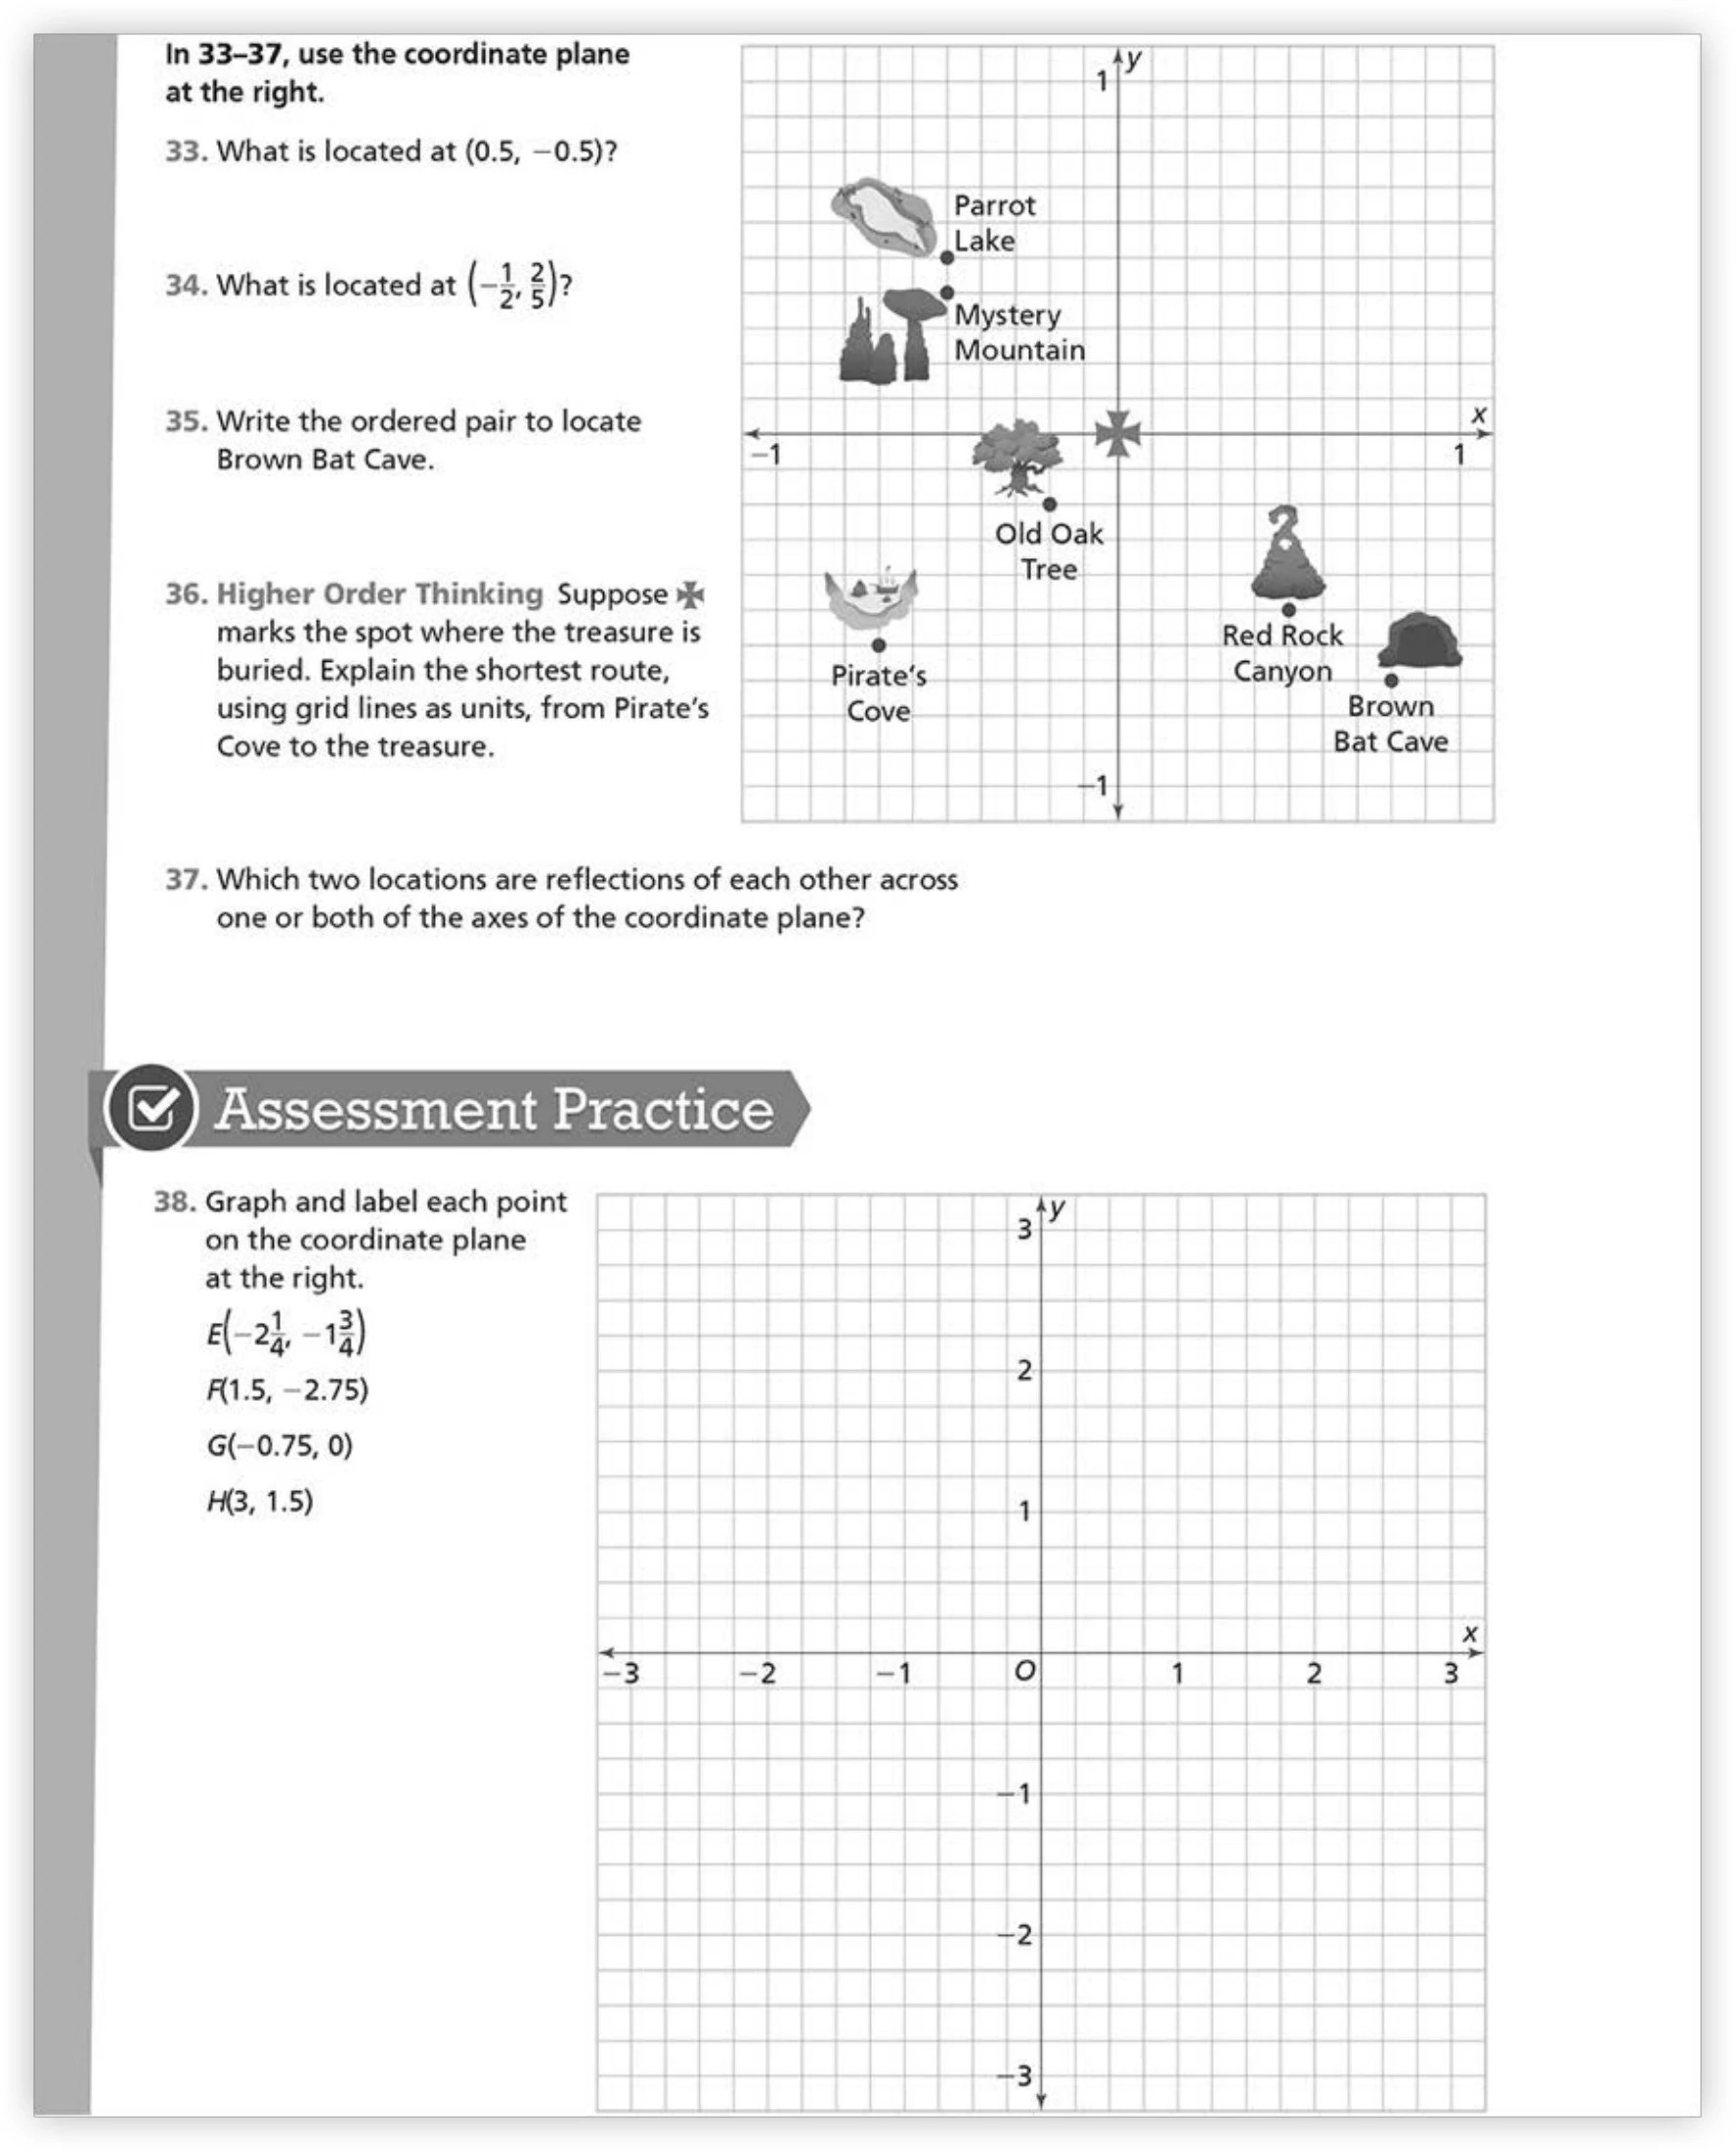 In 33–37, use the coordinate plane
at the right.
33. What is located at (0.5, −0.5)?
34. What is located at (−1/2, 2/5)?
35. Write the ordered pair to locate
Brown Bat Cave.
36. Higher Order Thinking Suppose ✠
marks the spot where the treasure is
buried. Explain the shortest route,
using grid lines as units, from Pirate's
Cove to the treasure.
y
1
Parrot
Lake
Mystery
Mountain
x
−1
1
Old Oak
Tree
Red Rock
Canyon
Pirate's
Cove
Brown
Bat Cave
−1
37. Which two locations are reflections of each other across
one or both of the axes of the coordinate plane?
Assessment Practice
38. Graph and label each point
on the coordinate plane
at the right.
E(−2 1/4, −1 3/4)
F(1.5, −2.75)
G(−0.75, 0)
H(3, 1.5)
y
3
2
1
x
−3 −2 −1 O 1 2 3
−1
−2
−3